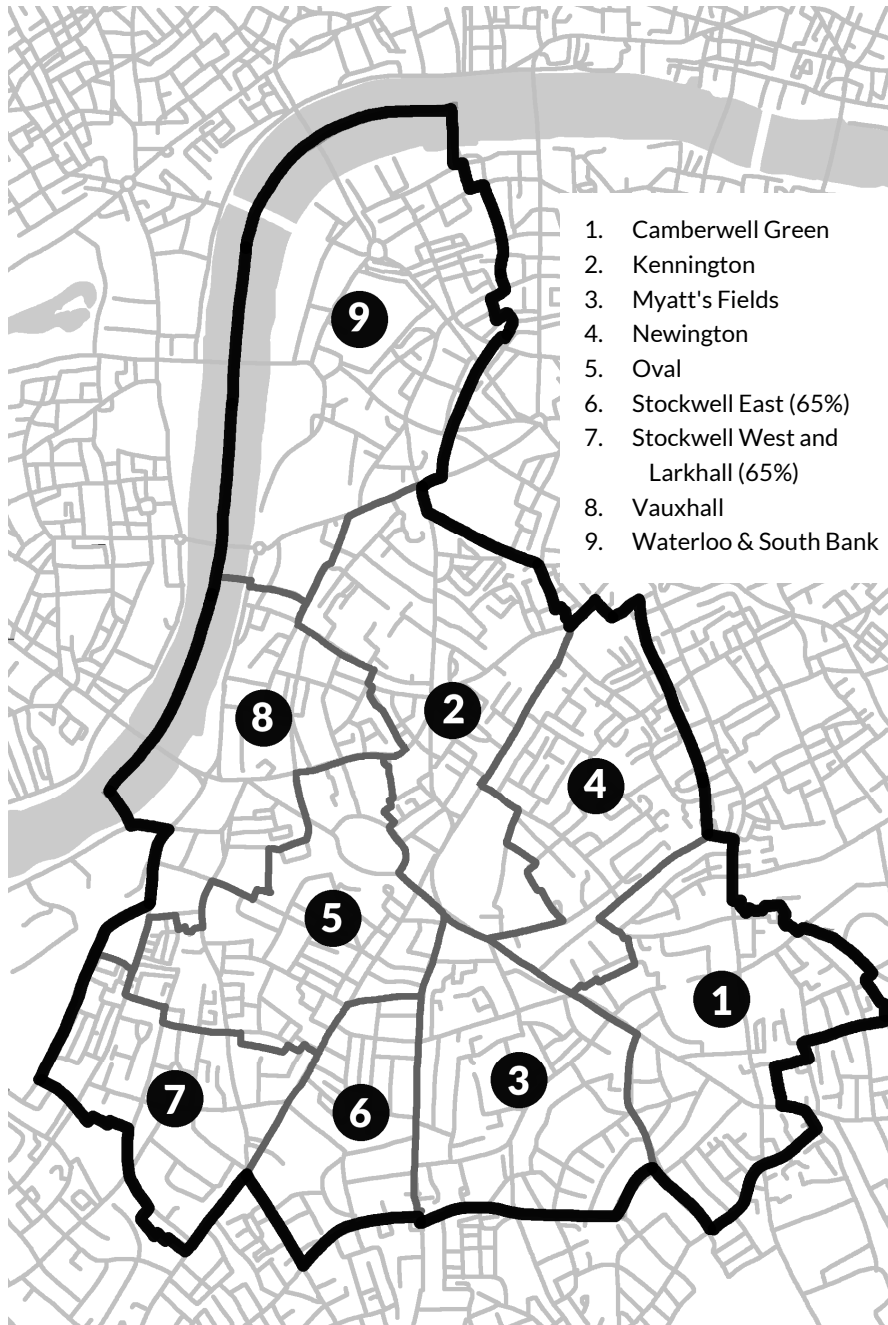 1. Camberwell Green
2. Kennington
3. Myatt's Fields
4. Newington
5. Oval
6. Stockwell East (65%)
7. Stockwell West and
Larkhall (65%)
8. Vauxhall
9. Waterloo & South Bank
9
2
8
4
5
1
3
7
6